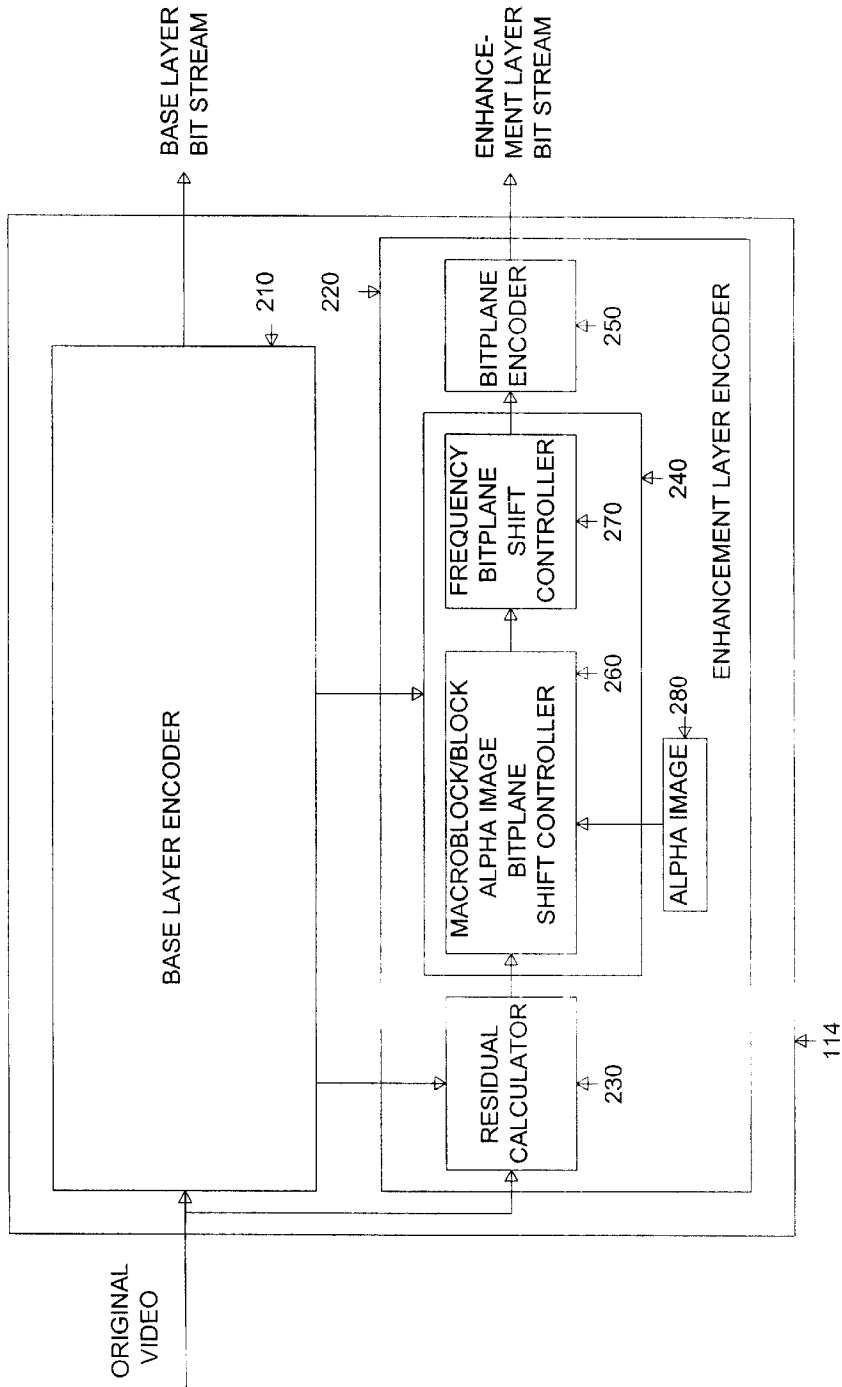 ORIGINAL
VIDEO
BASE LAYER ENCODER
210
BASE LAYER
BIT STREAM
220
RESIDUAL
CALCULATOR
230
MACROBLOCK/BLOCK
ALPHA IMAGE
BITPLANE
SHIFT CONTROLLER
260
FREQUENCY
BITPLANE
SHIFT
CONTROLLER
270
BITPLANE
ENCODER
250
ENHANCE-
MENT LAYER
BIT STREAM
240
ALPHA IMAGE
280
ENHANCEMENT LAYER ENCODER
114